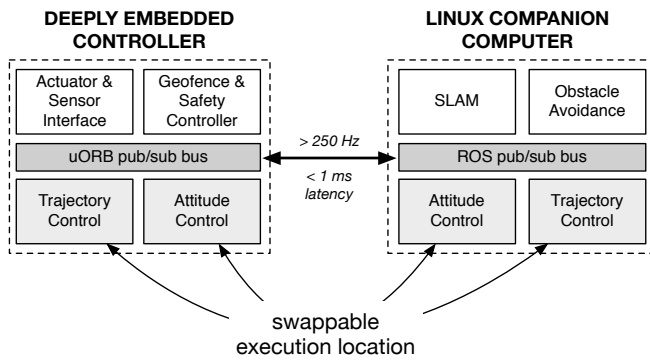 DEEPLY EMBEDDED
CONTROLLER
LINUX COMPANION
COMPUTER
Actuator &
Sensor
Interface
Geofence &
Safety
Controller
SLAM
Obstacle
Avoidance
> 250 Hz
uORB pub/sub bus
ROS pub/sub bus
< 1 ms
latency
Trajectory
Control
Attitude
Control
Attitude
Control
Trajectory
Control
swappable
execution location